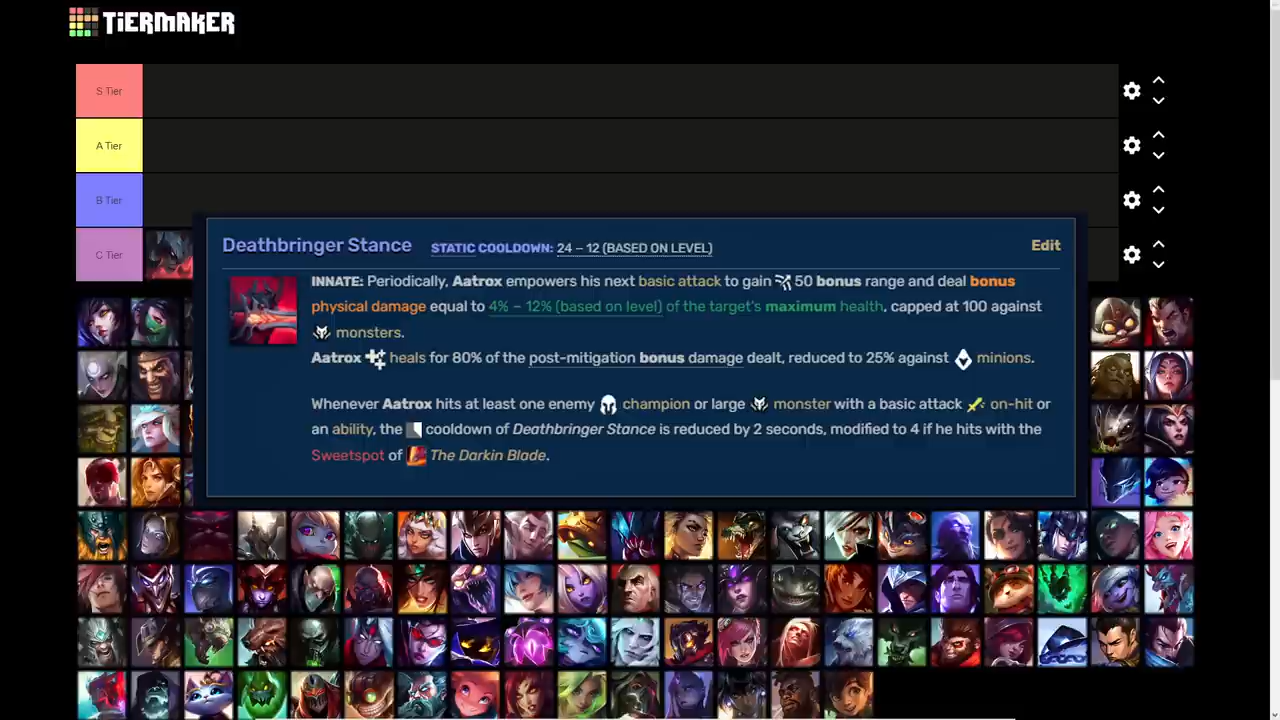 TIERMAKER
S Tier
A Tier
B Tier
C Tier
Deathbringer Stance STATIC COOLDOWN: 24 – 12 (BASED ON LEVEL) Edit
INNATE: Periodically, Aatrox empowers his next basic attack to gain 50 bonus range and deal bonus
physical damage equal to 4% – 12% (based on level) of the target's maximum health, capped at 100 against
monsters.
Aatrox heals for 80% of the post-mitigation bonus damage dealt, reduced to 25% against minions.
Whenever Aatrox hits at least one enemy champion or large monster with a basic attack on-hit or
an ability, the cooldown of Deathbringer Stance is reduced by 2 seconds, modified to 4 if he hits with the
Sweetspot of The Darkin Blade.